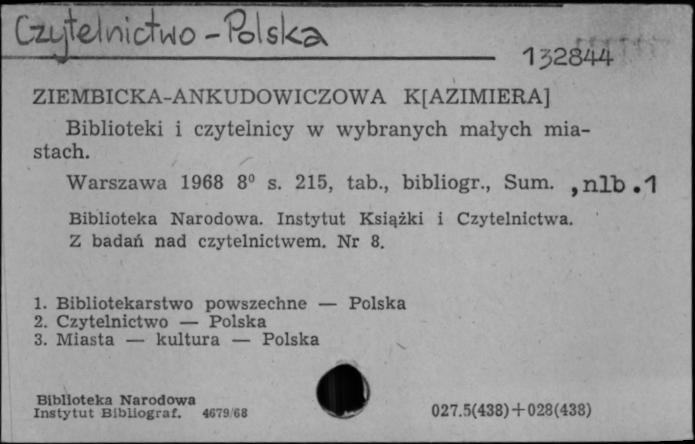 Czytelnictwo - Polska
132844
ZIEMBICKA-ANKUDOWICZOWA K[AZIMIERA]
Biblioteki i czytelnicy w wybranych małych mia-
stach.
Warszawa 1968 8⁰ s. 215, tab., bibliogr., Sum. , nlb. 1
Biblioteka Narodowa. Instytut Książki i Czytelnictwa.
Z badań nad czytelnictwem. Nr 8.
1. Bibliotekarstwo powszechne — Polska
2. Czytelnictwo — Polska
3. Miasta — kultura — Polska
Biblioteka Narodowa
Instytut Bibliograf. 4679/68
027.5(438)+028(438)